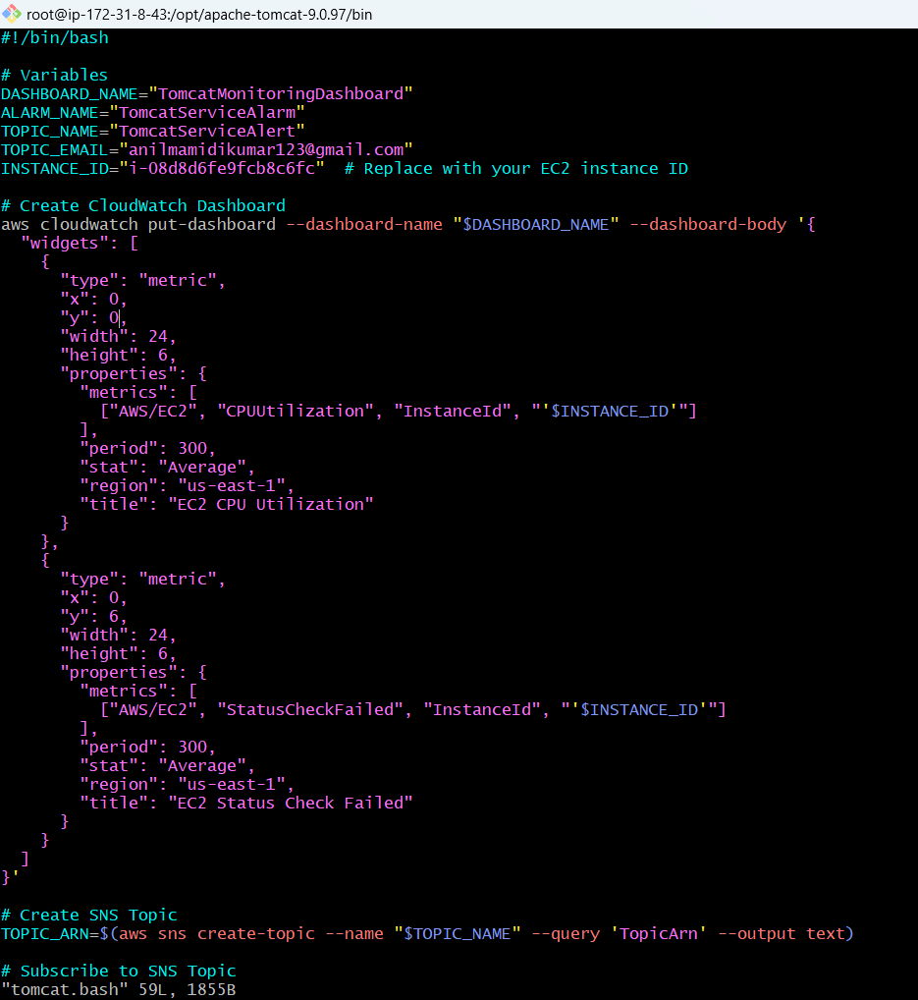 root@ip-172-31-8-43:/opt/apache-tomcat-9.0.97/bin
#!/bin/bash
# Variables
DASHBOARD_NAME="TomcatMonitoringDashboard"
ALARM_NAME="TomcatServiceAlarm"
TOPIC_NAME="TomcatServiceAlert"
TOPIC_EMAIL="anilmamidikumar123@gmail.com"
INSTANCE_ID="i-08d8d6fe9fcb8c6fc"  # Replace with your EC2 instance ID
# Create CloudWatch Dashboard
aws cloudwatch put-dashboard --dashboard-name "$DASHBOARD_NAME" --dashboard-body '{
  "widgets": [
    {
      "type": "metric",
      "x": 0,
      "y": 0,
      "width": 24,
      "height": 6,
      "properties": {
        "metrics": [
          ["AWS/EC2", "CPUUtilization", "InstanceId", "'$INSTANCE_ID'"]
        ],
        "period": 300,
        "stat": "Average",
        "region": "us-east-1",
        "title": "EC2 CPU Utilization"
      }
    },
    {
      "type": "metric",
      "x": 0,
      "y": 6,
      "width": 24,
      "height": 6,
      "properties": {
        "metrics": [
          ["AWS/EC2", "StatusCheckFailed", "InstanceId", "'$INSTANCE_ID'"]
        ],
        "period": 300,
        "stat": "Average",
        "region": "us-east-1",
        "title": "EC2 Status Check Failed"
      }
    }
  ]
}'
# Create SNS Topic
TOPIC_ARN=$(aws sns create-topic --name "$TOPIC_NAME" --query 'TopicArn' --output text)
# Subscribe to SNS Topic
"tomcat.bash" 59L, 1855B